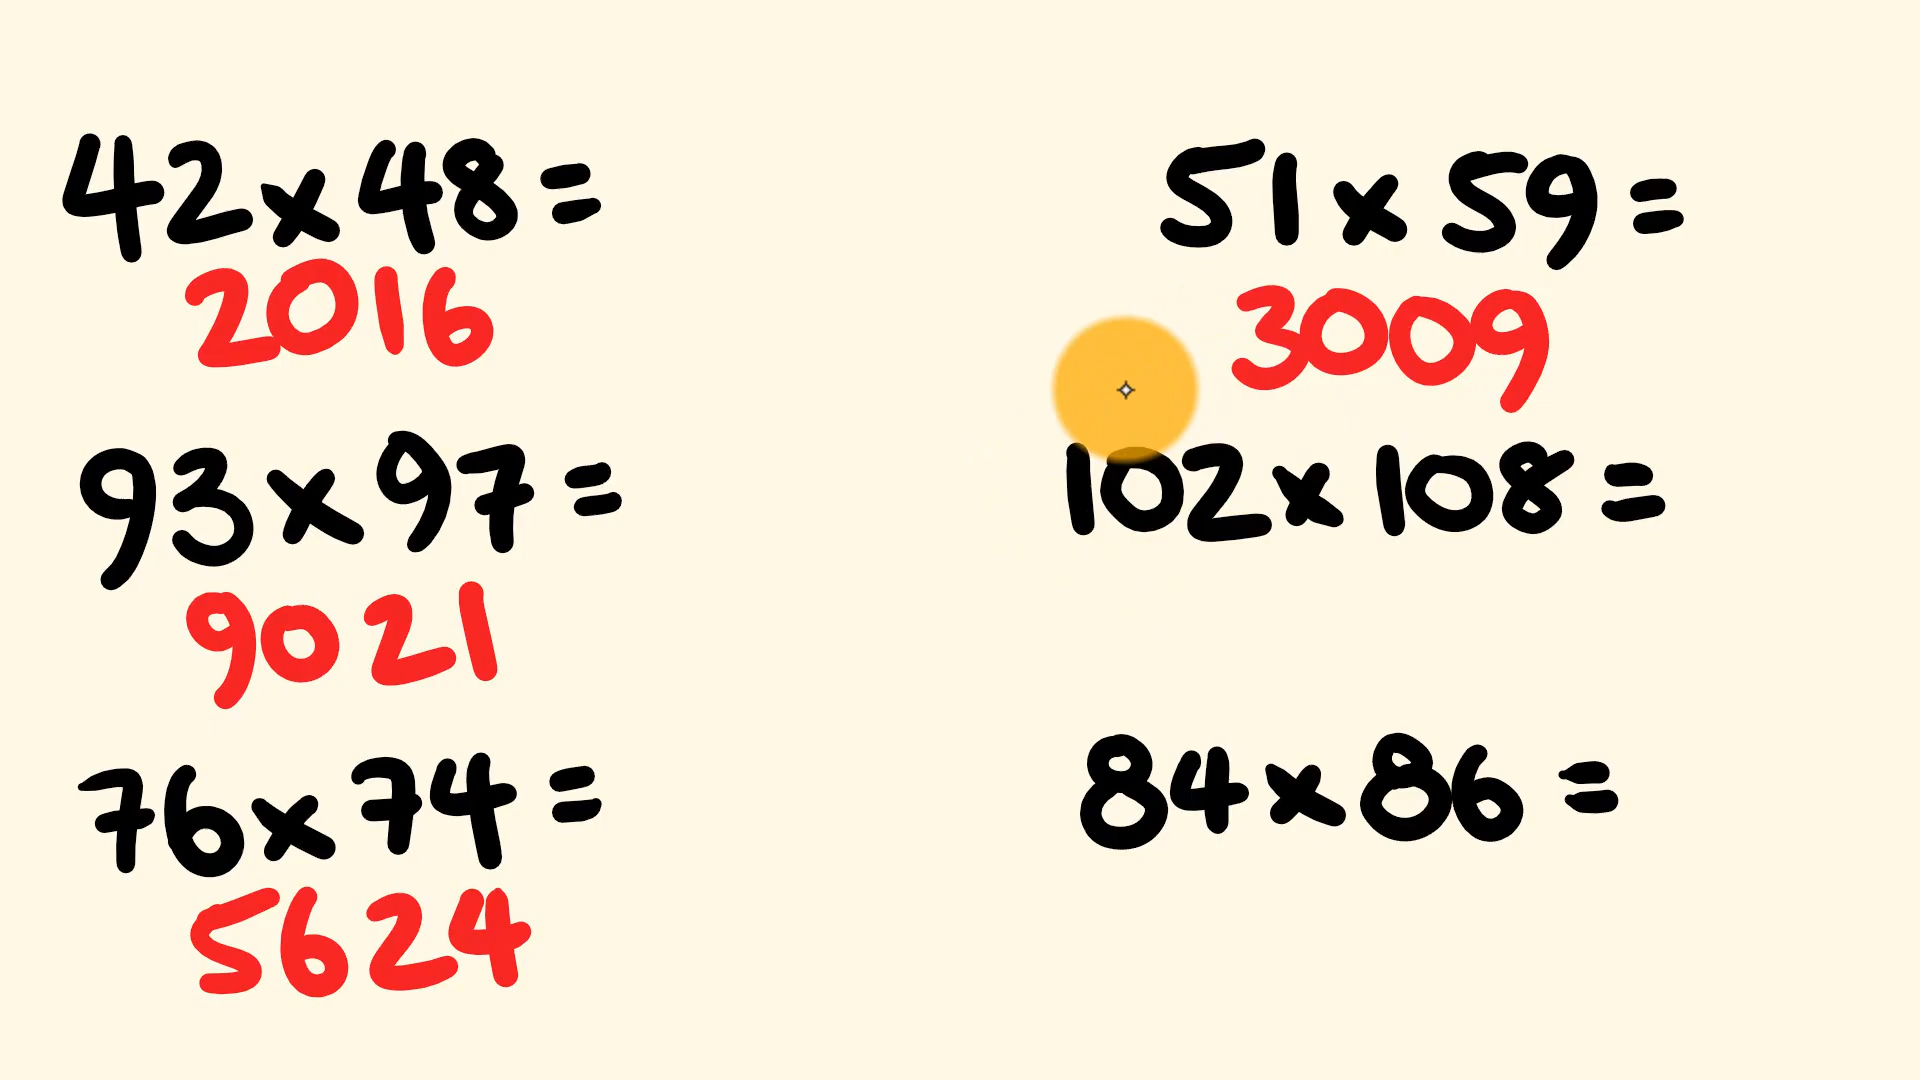 42x48=
2016
93x97=
9021
76x74=
5624
51x59=
3009
102x108=
84x86=